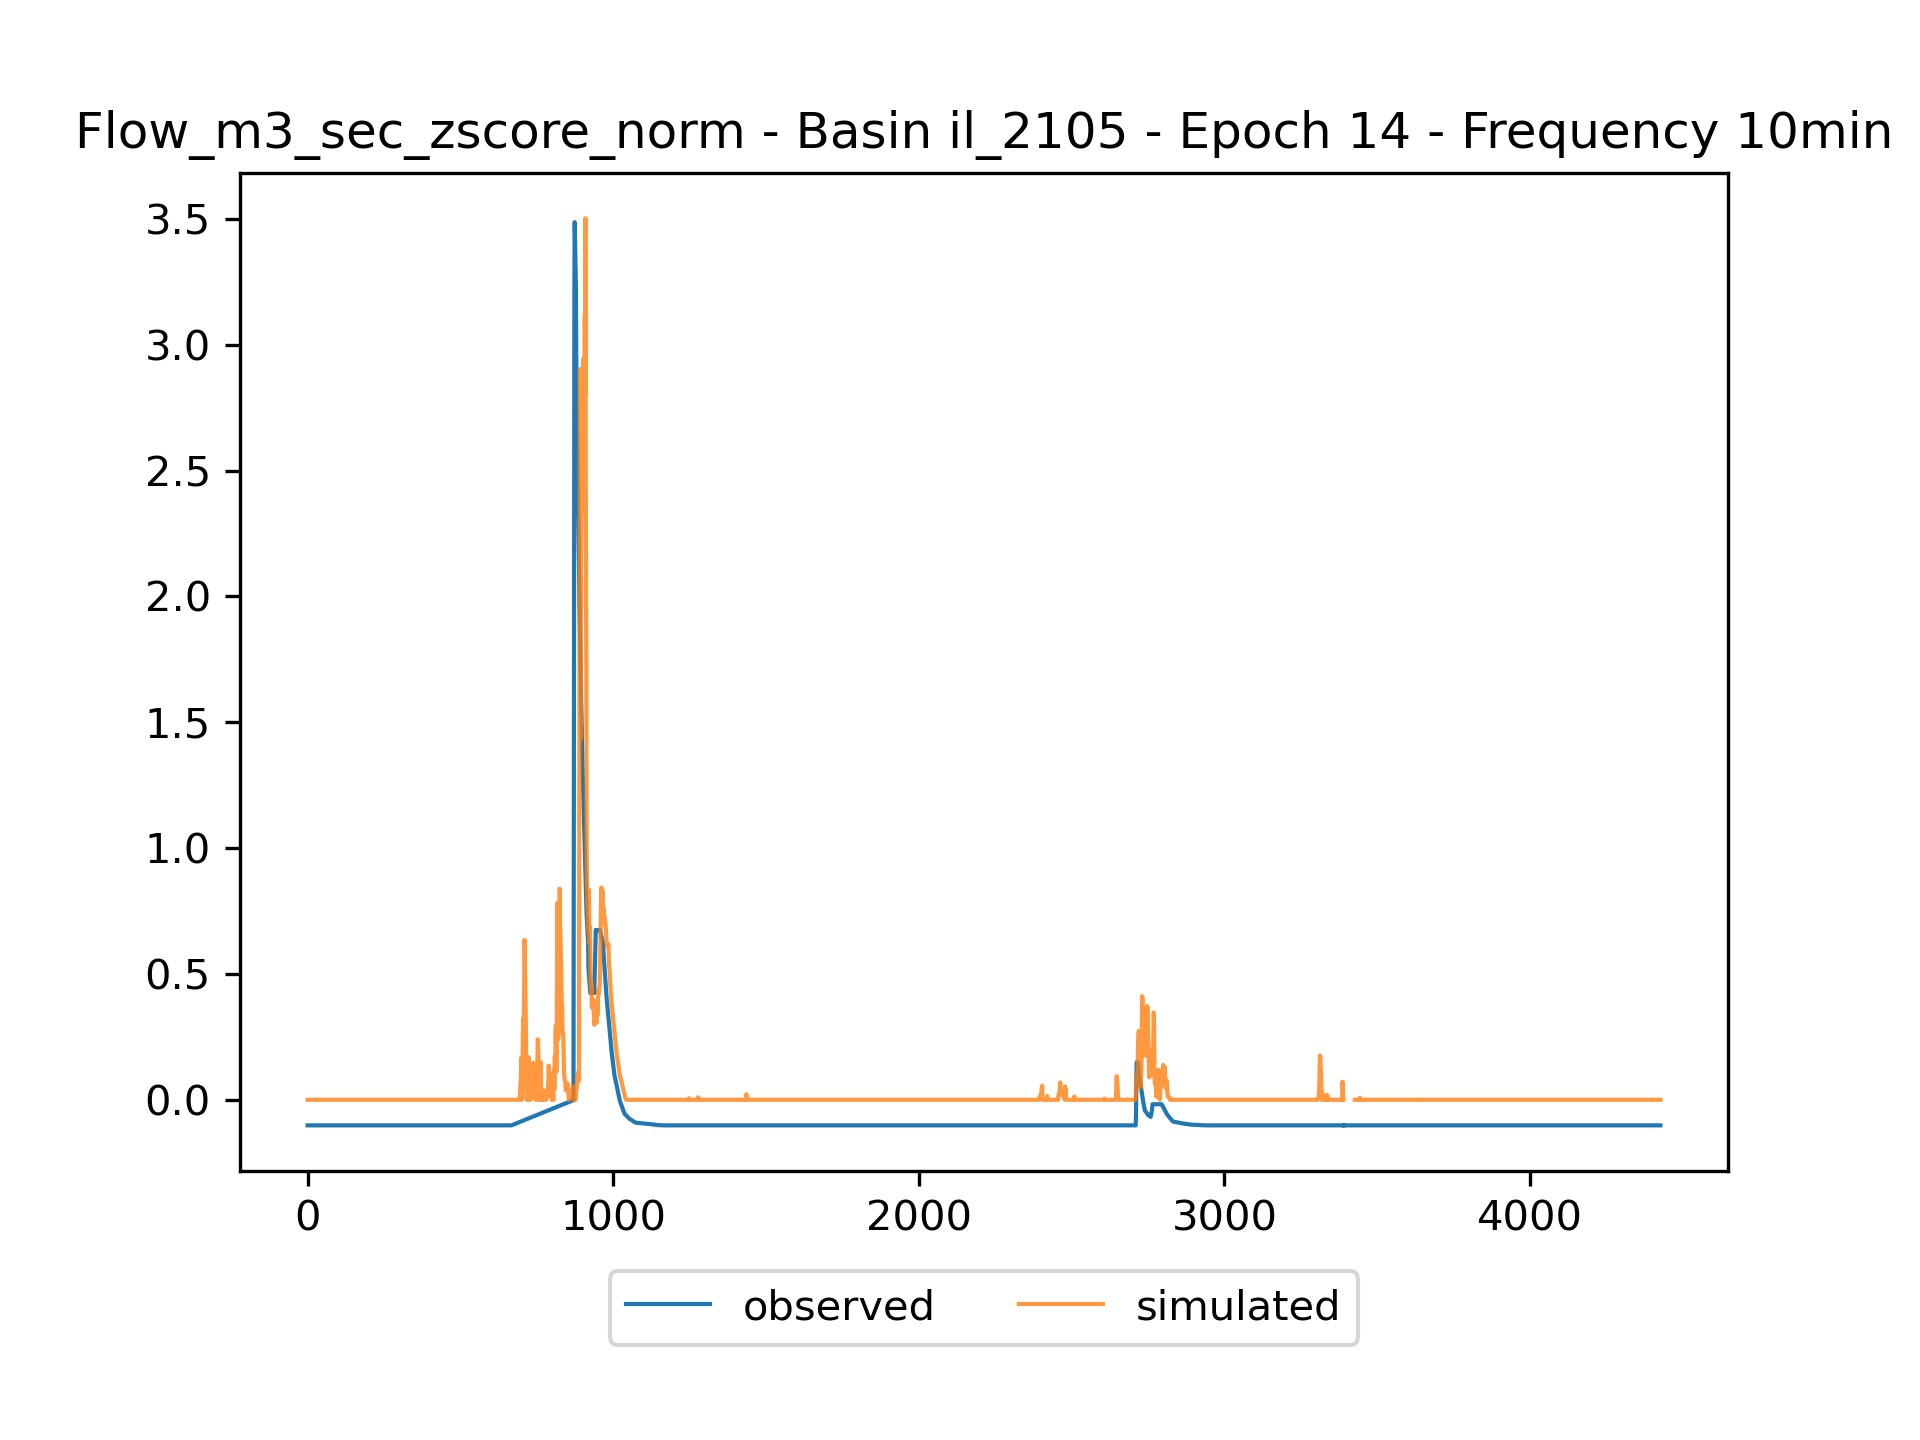 Flow_m3_sec_zscore_norm - Basin il_2105 - Epoch 14 - Frequency 10min
3.5
3.0
2.5
2.0
1.5
1.0
0.5
0.0
0 1000 2000 3000 4000
observed simulated